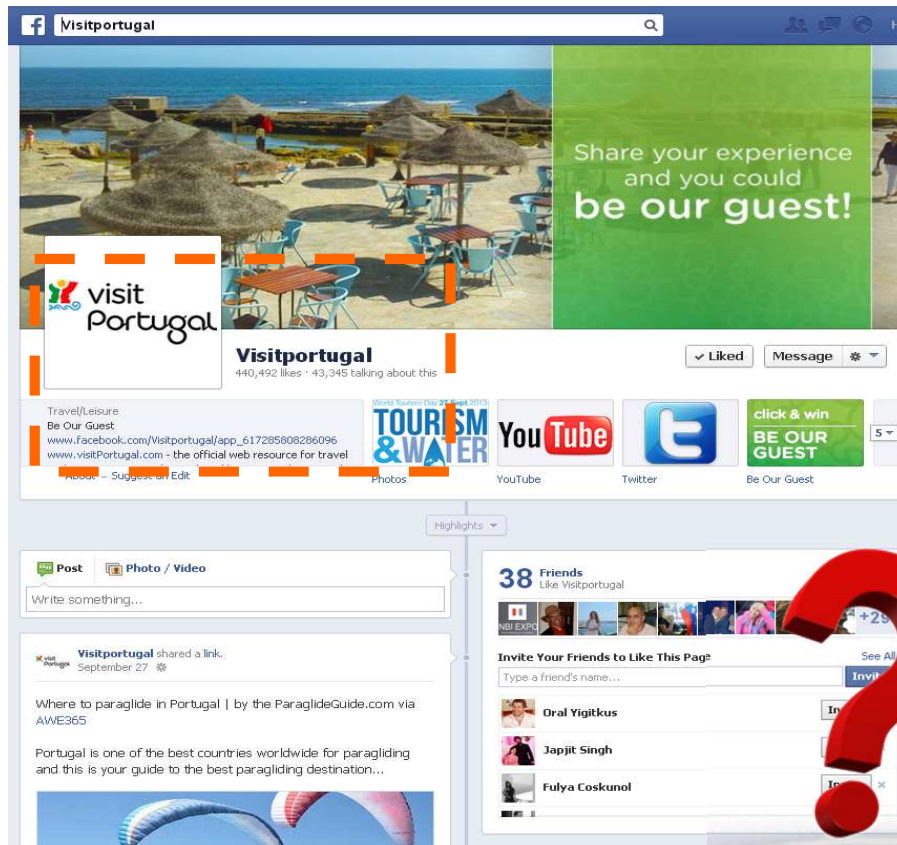 Visitportugal
Share your experience
and you could
be our guest!
visit
Portugal
Visitportugal
440,492 likes · 43,345 talking about this
Liked
Message
Travel/Leisure
Be Our Guest
www.facebook.com/Visitportugal/app_617285808286096
www.visitPortugal.com - the official web resource for travel
About – Suggest an Edit
World Tourism Day 27 Sept 2013
TOURISM
&WATER
Photos
You Tube
YouTube
Twitter
click & win
BE OUR
GUEST
Be Our Guest
5
Highlights
Post
Photo / Video
Write something...
visit
Portugal
Visitportugal shared a link.
September 27
Where to paraglide in Portugal | by the ParaglideGuide.com via
AWE365
Portugal is one of the best countries worldwide for paragliding
and this is your guide to the best paragliding destination...
38 Friends
Like Visitportugal
NBI EXPO
+29
Invite Your Friends to Like This Page
See All
Type a friend's name...
Oral Yigitkus
Japjit Singh
Fulya Coskunol